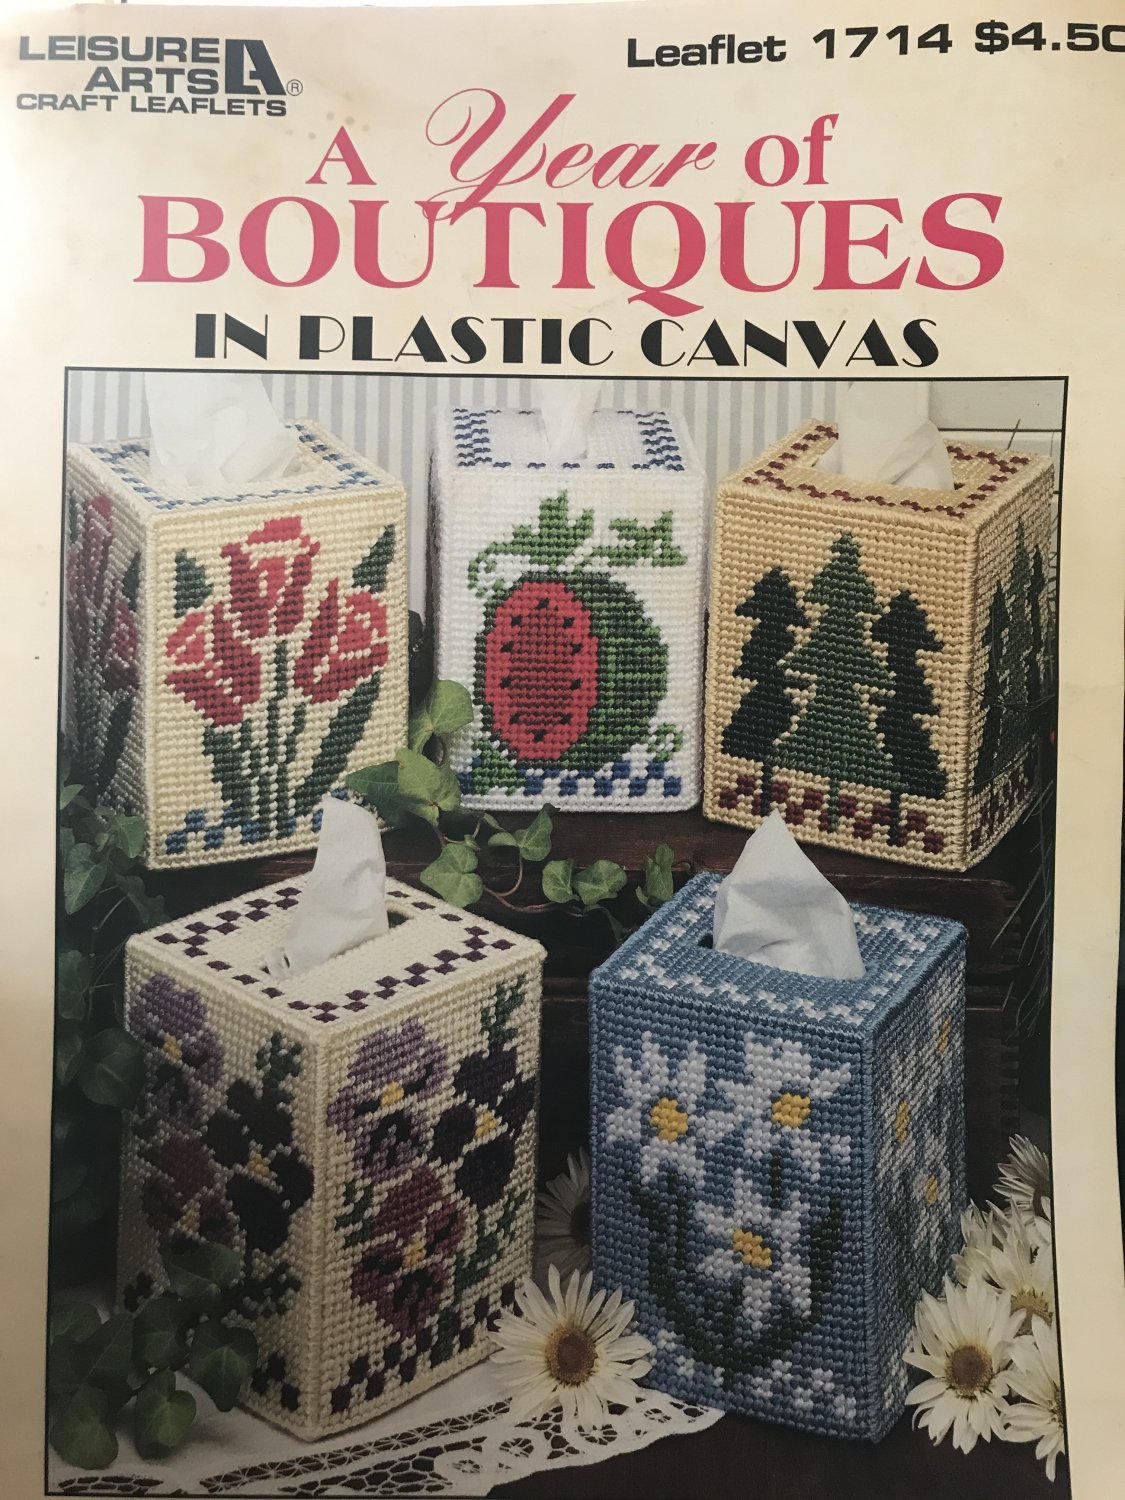 LEISURE
ARTS
CRAFT LEAFLETS
Leaflet 1714 $4.50
A Year of
BOUTIQUES
IN PLASTIC CANVAS